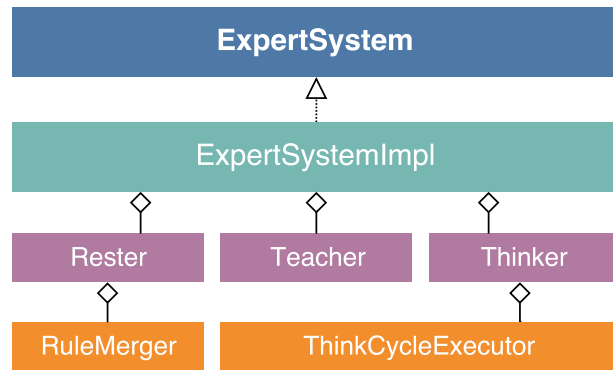 ExpertSystem
ExpertSystemImpl
Rester
Teacher
Thinker
RuleMerger
ThinkCycleExecutor